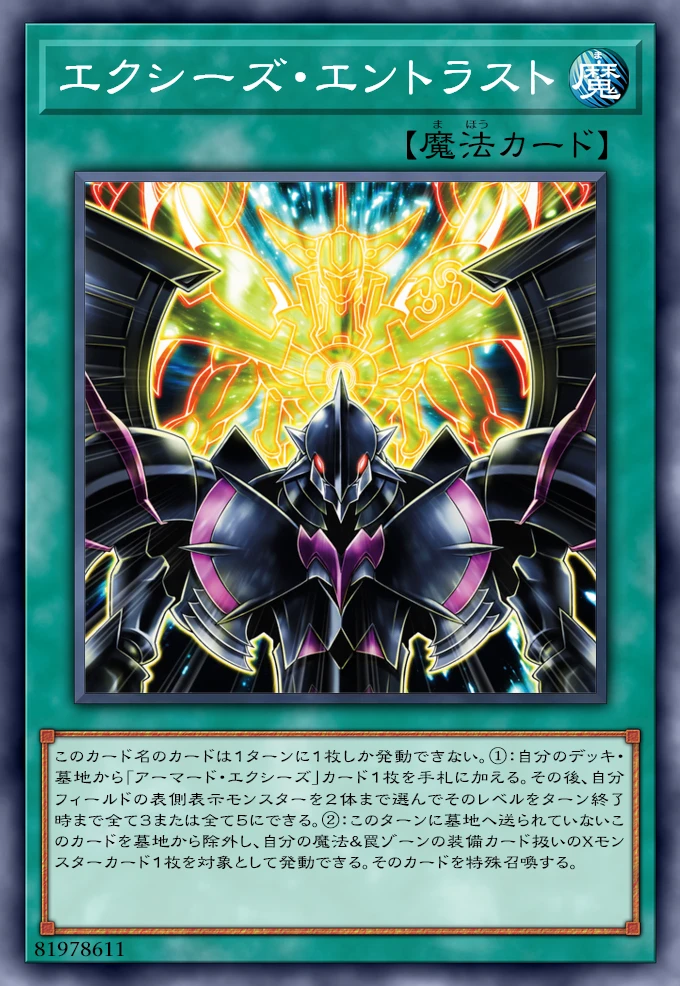 エクシーズ・エントラスト 魔
【魔法カード】
このカード名のカードは1ターンに1枚しか発動できない。①:自分のデッキ・
墓地から「アーマード・エクシーズ」カード1枚を手札に加える。その後、自分
フィールドの表側表示モンスターを2体まで選んでそのレベルをターン終了
時まで全て3または全て5にできる。②:このターンに墓地へ送られていないこ
のカードを墓地から除外し、自分の魔法&罠ゾーンの装備カード扱いのXモン
スターカード1枚を対象として発動できる。そのカードを特殊召喚する。
81978611